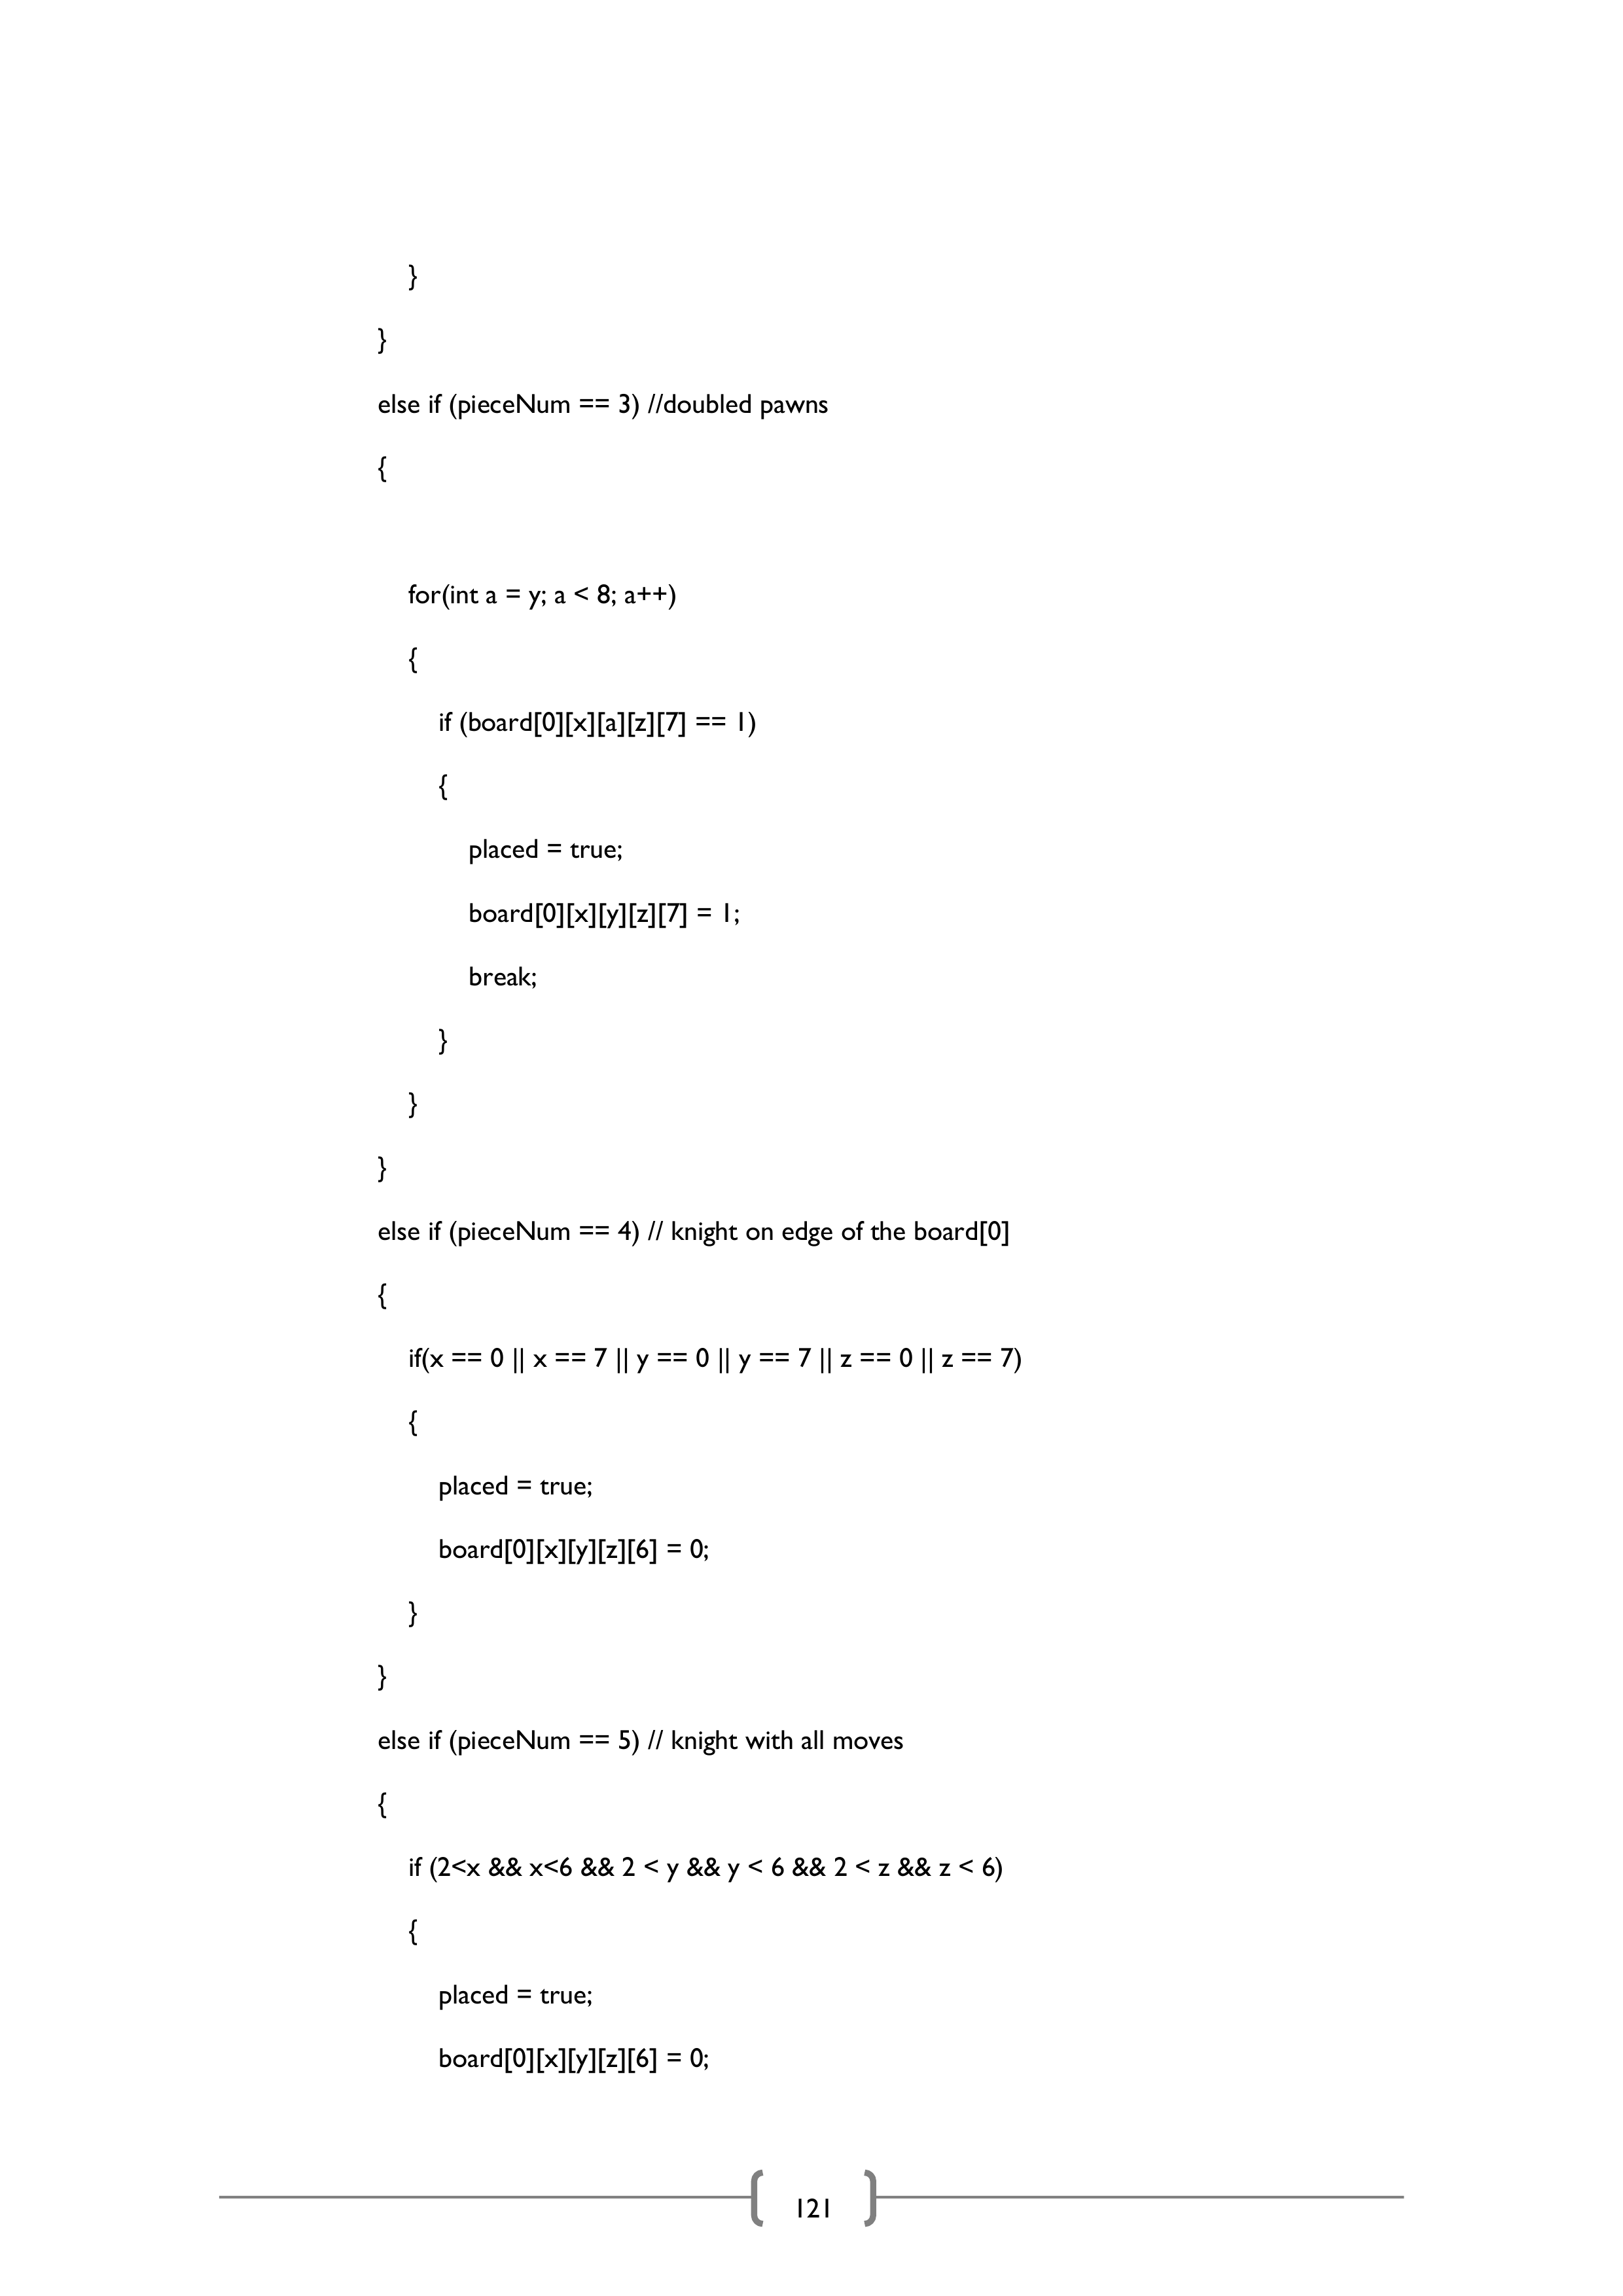 }
}
else if (pieceNum == 3) //doubled pawns
{
for(int a = y; a < 8; a++)
{
if (board[0][x][a][z][7] == 1)
{
placed = true;
board[0][x][y][z][7] = 1;
break;
}
}
}
else if (pieceNum == 4) // knight on edge of the board[0]
{
if(x == 0 || x == 7 || y == 0 || y == 7 || z == 0 || z == 7)
{
placed = true;
board[0][x][y][z][6] = 0;
}
}
else if (pieceNum == 5) // knight with all moves
{
if (2<x && x<6 && 2 < y && y < 6 && 2 < z && z < 6)
{
placed = true;
board[0][x][y][z][6] = 0;
121